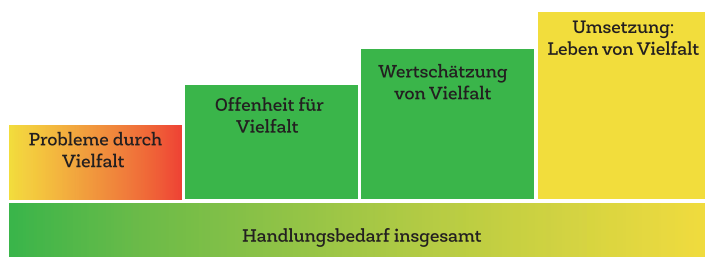 Probleme durch
Vielfalt
Offenheit für
Vielfalt
Wertschätzung
von Vielfalt
Umsetzung:
Leben von Vielfalt
Handlungsbedarf insgesamt